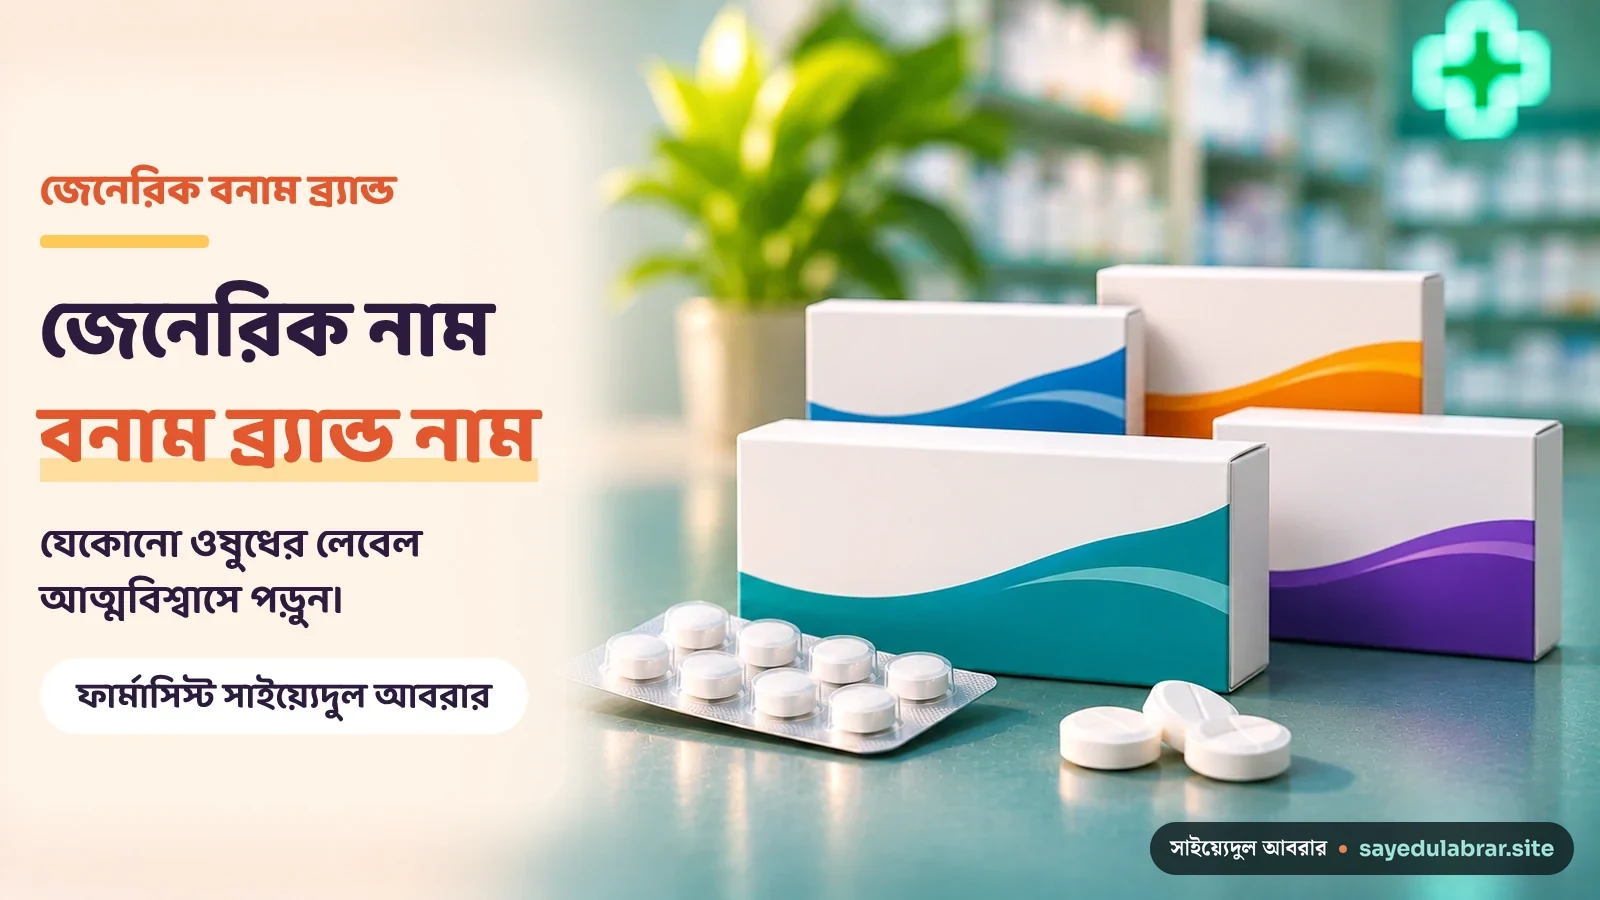 জেনেরিক বনাম ব্র্যান্ড
জেনেরিক নাম
বনাম ব্র্যান্ড নাম
যেকোনো ওষুধের লেবেল
আত্মবিশ্বাসে পড়ুন।
ফার্মাসিস্ট সাইয়্যেদুল আবরার
সাইয়্যেদুল আবরার • sayedulabrar.site